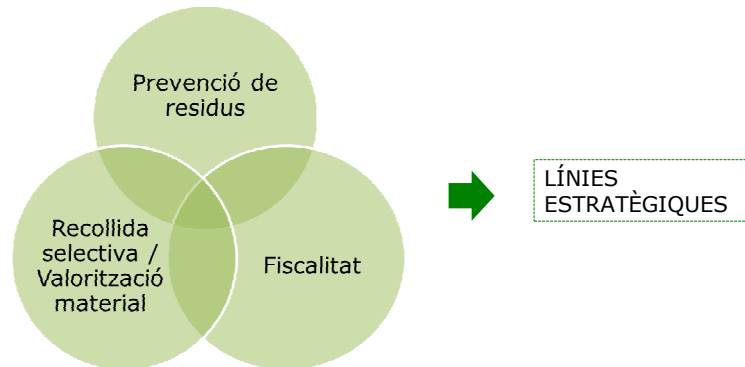 Prevenció de
residus
Recollida
selectiva /
Valorització
material
Fiscalitat
LÍNIES
ESTRATÈGIQUES